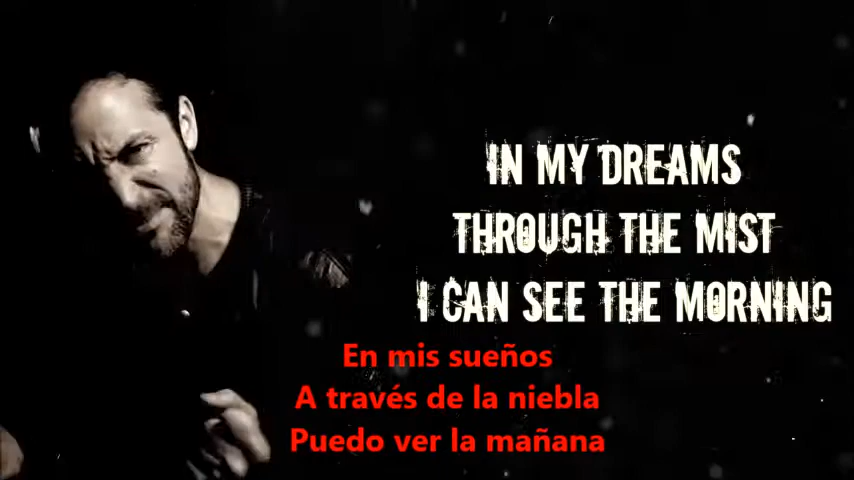 IN MY DREAMS
THROUGH THE MIST
I CAN SEE THE MORNING
En mis sueños
A través de la niebla
Puedo ver la mañana